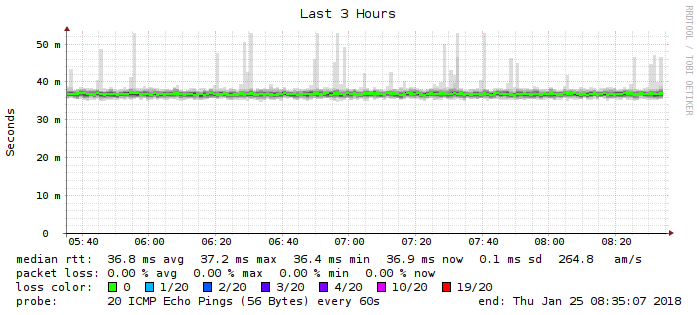 Last 3 Hours
RRDTOOL / TOBI OETIKER
Seconds
50 m
40 m
30 m
20 m
10 m
0
05:40 06:00 06:20 06:40 07:00 07:20 07:40 08:00 08:20
median rtt: 36.8 ms avg 37.2 ms max 36.4 ms min 36.9 ms now 0.1 ms sd 264.8 am/s
packet loss: 0.00 % avg 0.00 % max 0.00 % min 0.00 % now
loss color: 0 1/20 2/20 3/20 4/20 10/20 19/20
probe: 20 ICMP Echo Pings (56 Bytes) every 60s end: Thu Jan 25 08:35:07 2018